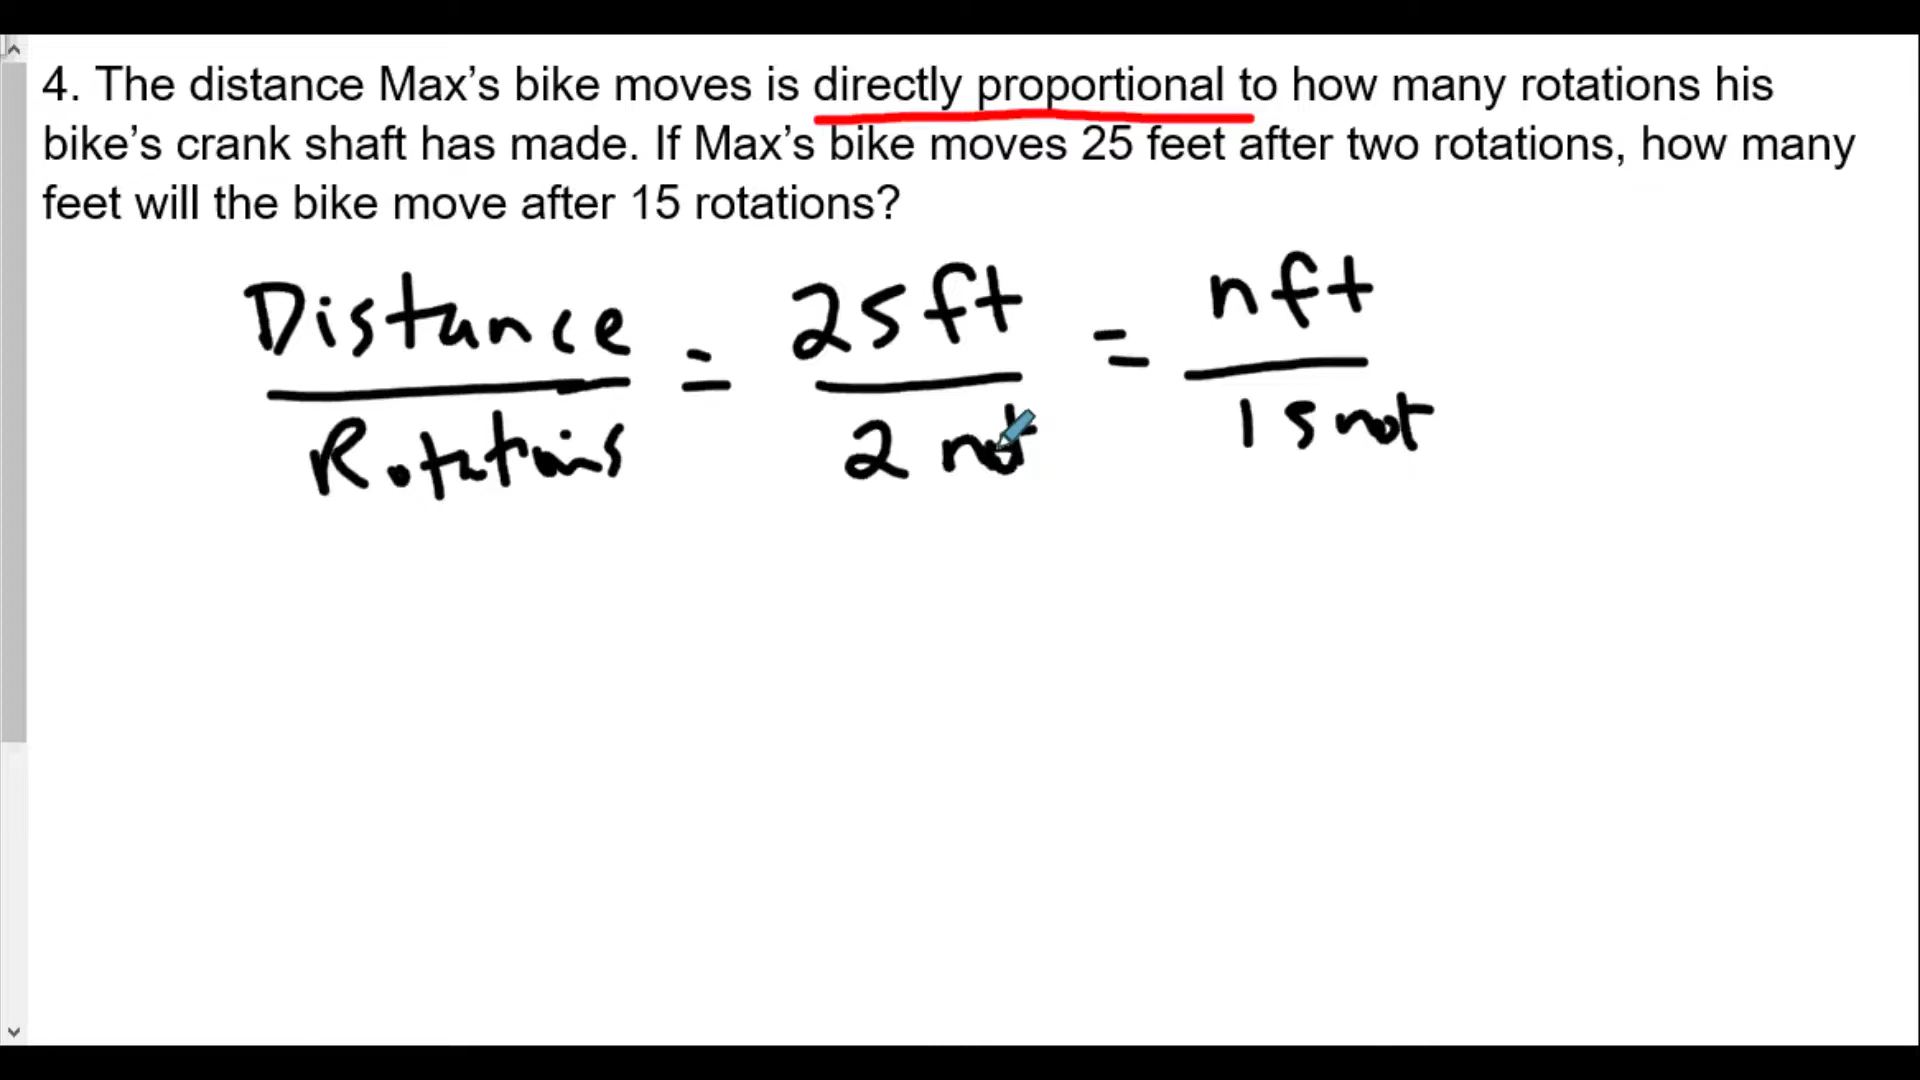 4. The distance Max’s bike moves is directly proportional to how many rotations his
bike’s crank shaft has made. If Max’s bike moves 25 feet after two rotations, how many
feet will the bike move after 15 rotations?
Distance = 25ft = nft
Rotations 2 rot 15 rot